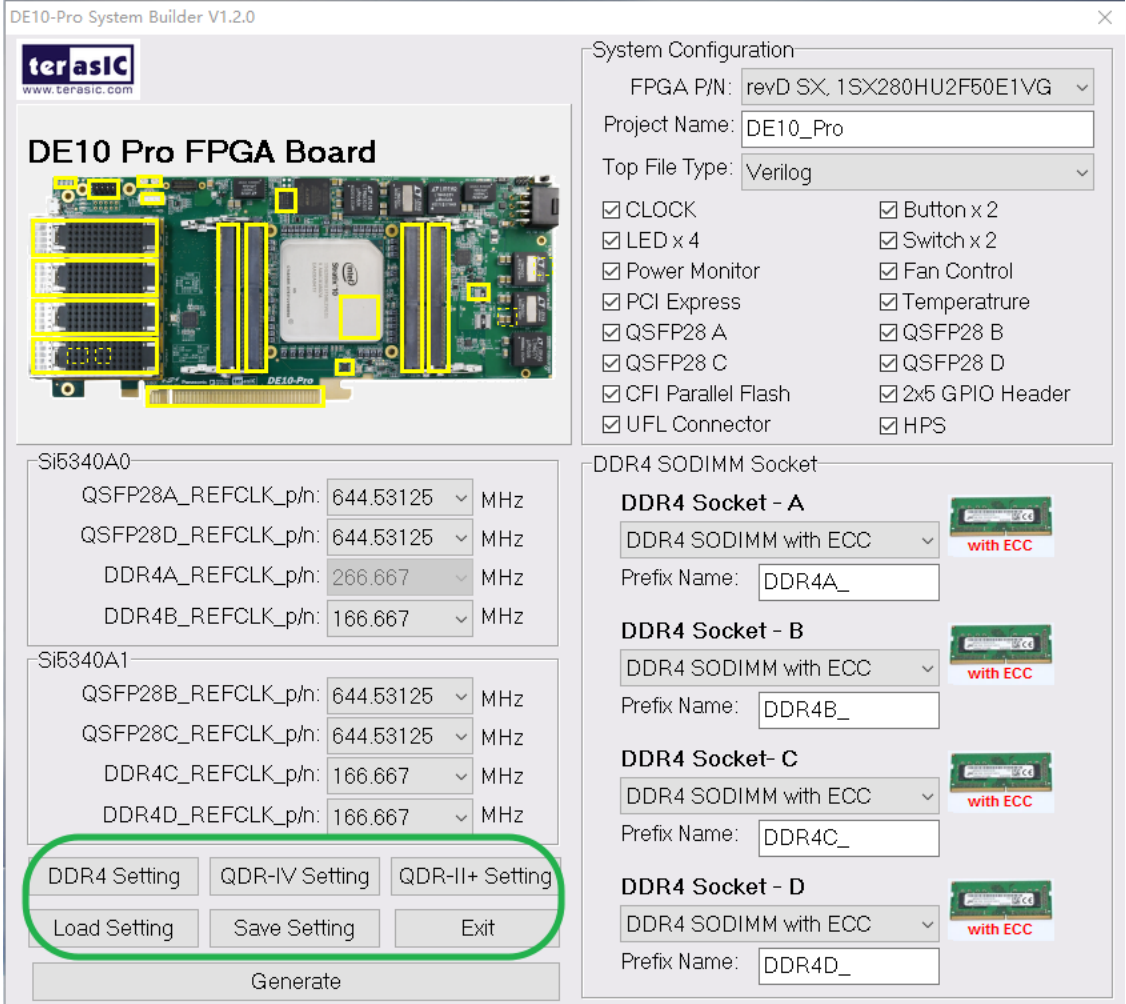 DE10-Pro System Builder V1.2.0
terasIC
www.terasic.com
DE10 Pro FPGA Board
DE10-Pro
System Configuration
FPGA P/N: revD SX, 1SX280HU2F50E1VG
Project Name: DE10_Pro
Top File Type: Verilog
CLOCK Button x 2
LED x 4 Switch x 2
Power Monitor Fan Control
PCI Express Temperatrure
QSFP28 A QSFP28 B
QSFP28 C QSFP28 D
CFI Parallel Flash 2x5 GPIO Header
UFL Connector HPS
Si5340A0
QSFP28A_REFCLK_p/n: 644.53125 MHz
QSFP28D_REFCLK_p/n: 644.53125 MHz
DDR4A_REFCLK_p/n: 266.667 MHz
DDR4B_REFCLK_p/n: 166.667 MHz
Si5340A1
QSFP28B_REFCLK_p/n: 644.53125 MHz
QSFP28C_REFCLK_p/n: 644.53125 MHz
DDR4C_REFCLK_p/n: 166.667 MHz
DDR4D_REFCLK_p/n: 166.667 MHz
DDR4 Setting QDR-IV Setting QDR-II+ Setting
Load Setting Save Setting Exit
Generate
DDR4 SODIMM Socket
DDR4 Socket - A
DDR4 SODIMM with ECC
with ECC
Prefix Name: DDR4A_
DDR4 Socket - B
DDR4 SODIMM with ECC
with ECC
Prefix Name: DDR4B_
DDR4 Socket- C
DDR4 SODIMM with ECC
with ECC
Prefix Name: DDR4C_
DDR4 Socket - D
DDR4 SODIMM with ECC
with ECC
Prefix Name: DDR4D_